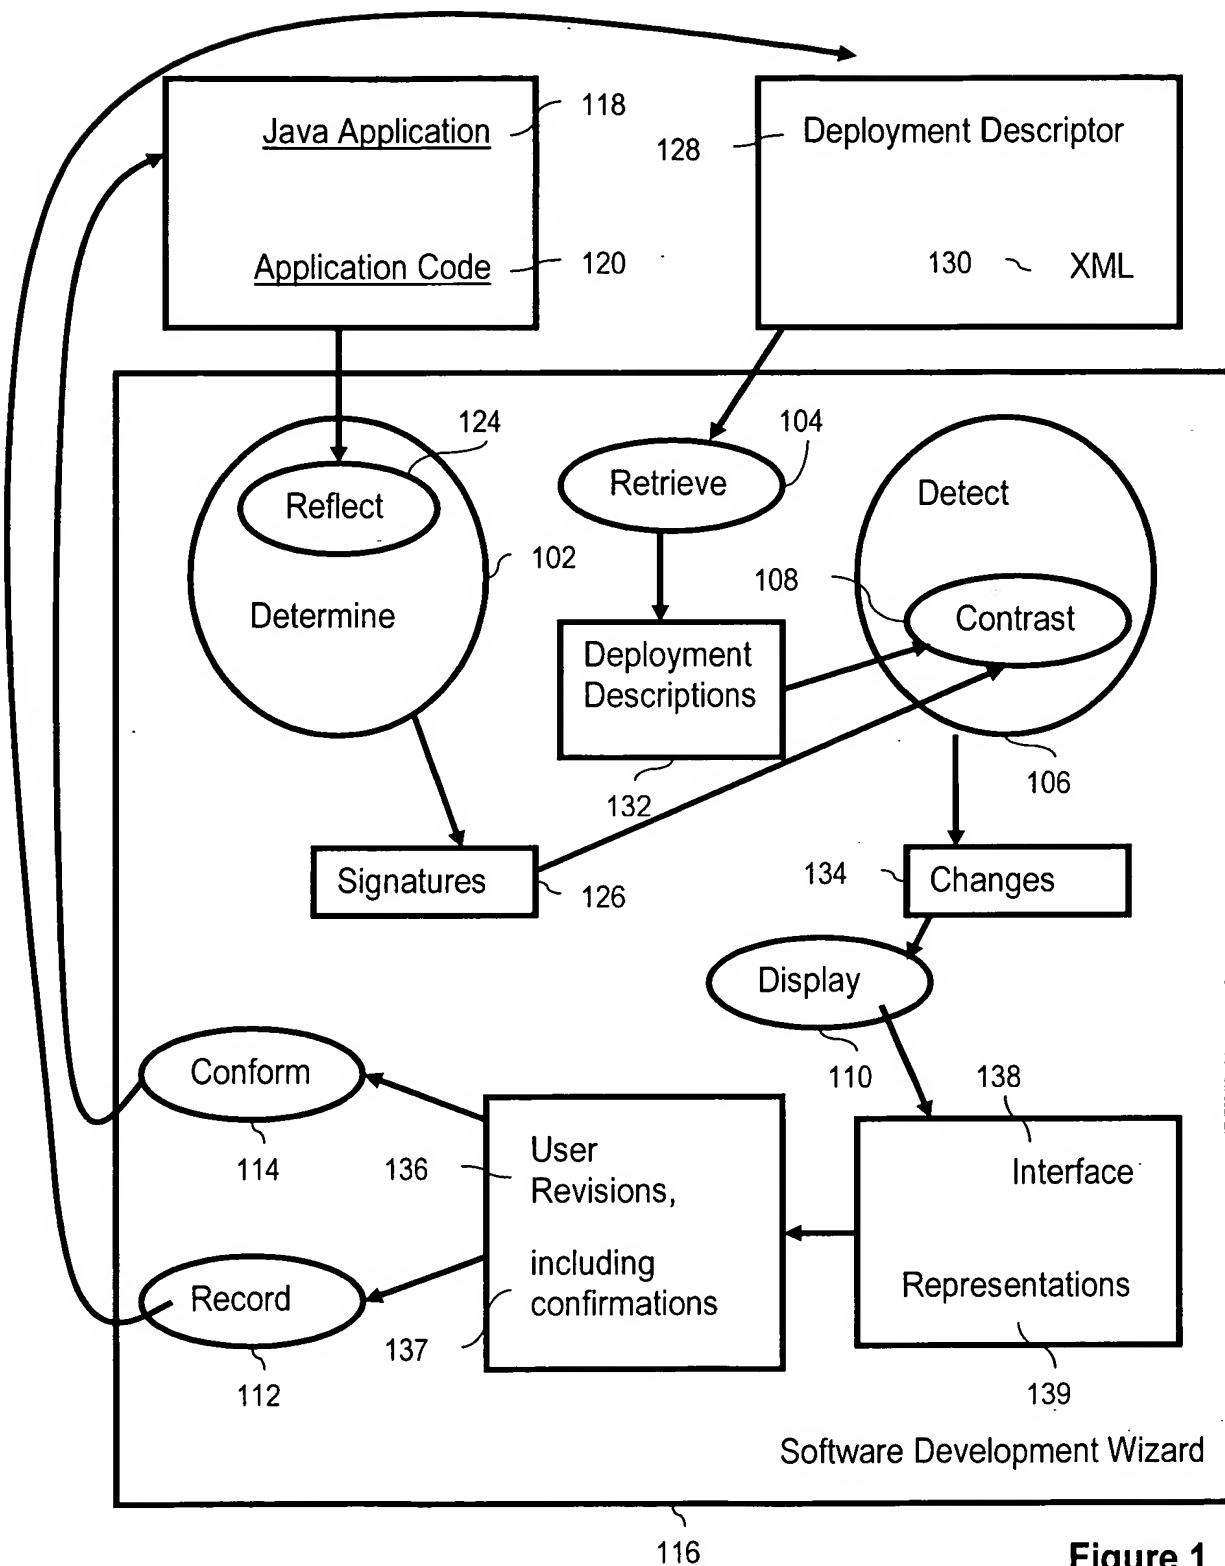 118
Java Application
Deployment Descriptor
128
Application Code
120
130
XML
124
104
Reflect
Retrieve
Detect
102
108
Determine
Contrast
Deployment
Descriptions
132
106
Signatures
126
134
Changes
Display
110
138
Conform
114
136
User
Revisions,
Interface
including
confirmations
Representations
Record
137
112
139
Software Development Wizard
116
Figure 1